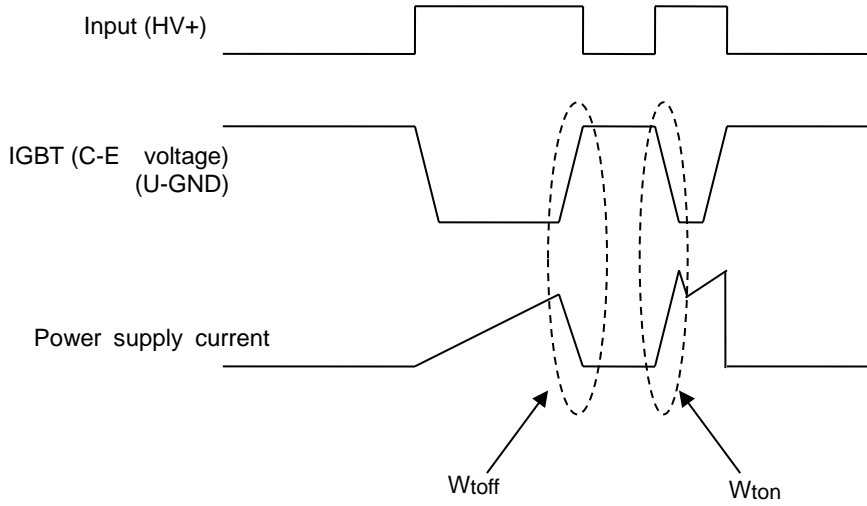 Input (HV+)
IGBT (C-E voltage)
(U-GND)
Power supply current
Wtoff
Wton